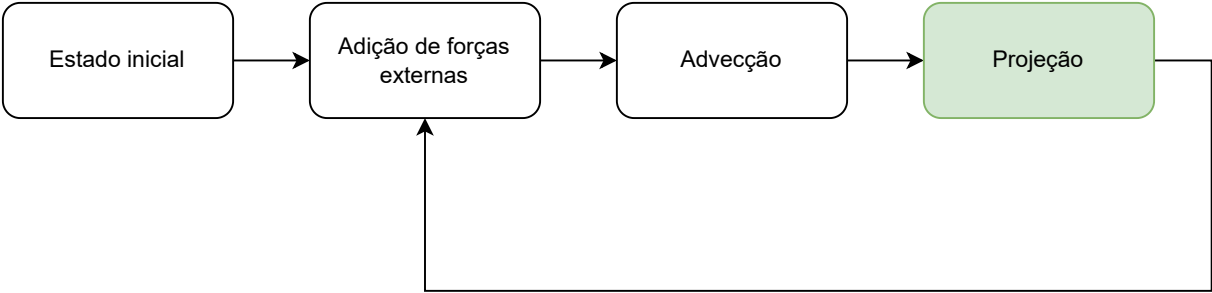 Estado inicial
Adição de forças
externas
Advecção
Projeção